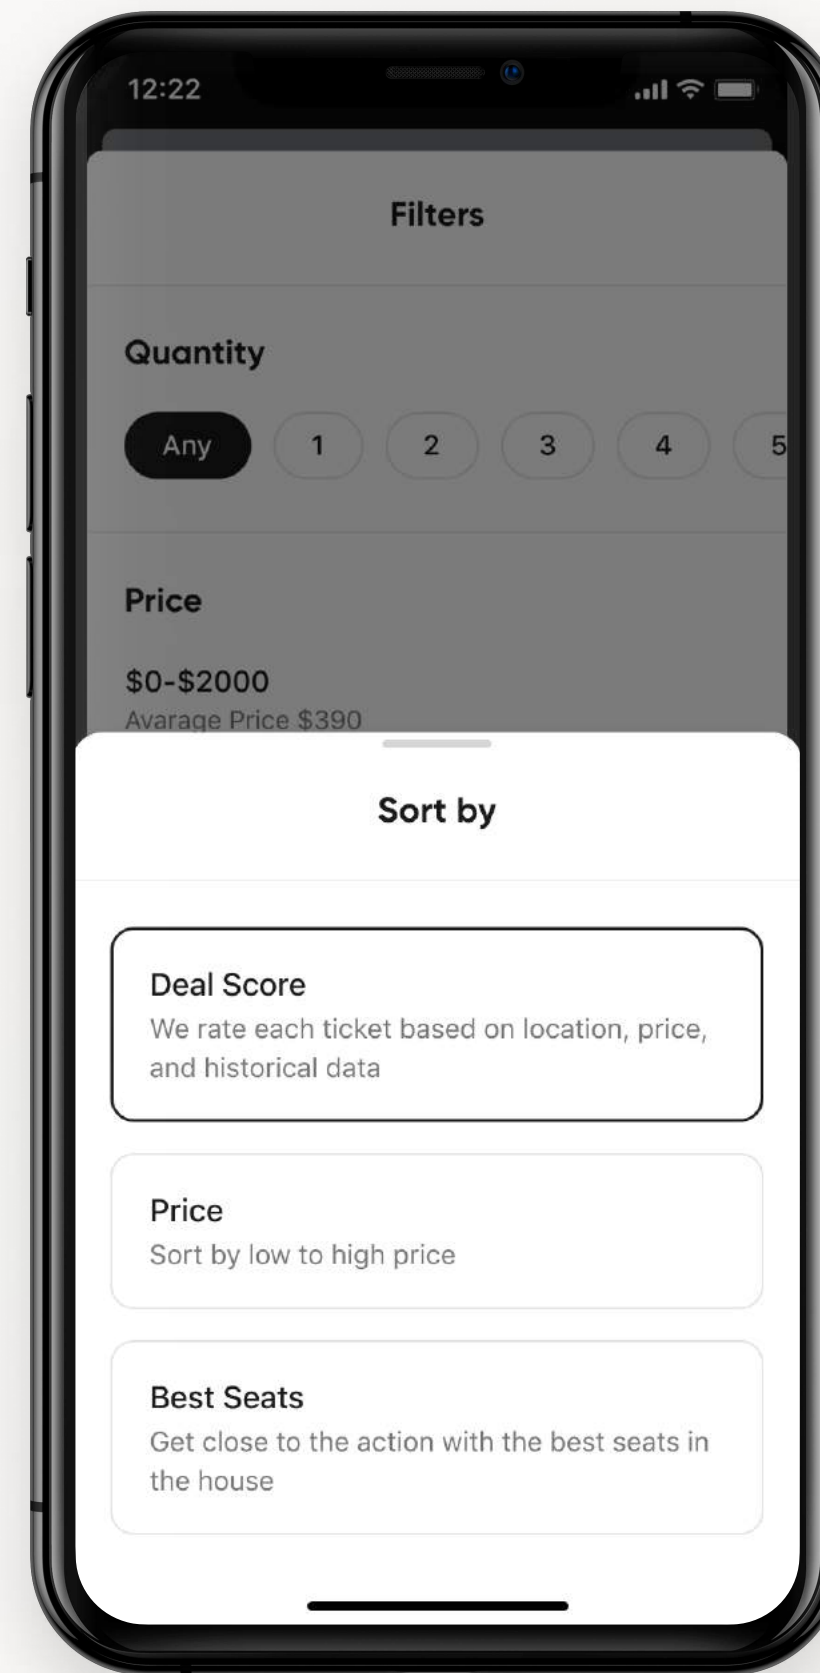 12:22
Filters
Quantity
Any 1 2 3 4 5
Price
$0-$2000
Avarage Price $390
Sort by
Deal Score
We rate each ticket based on location, price,
and historical data
Price
Sort by low to high price
Best Seats
Get close to the action with the best seats in
the house